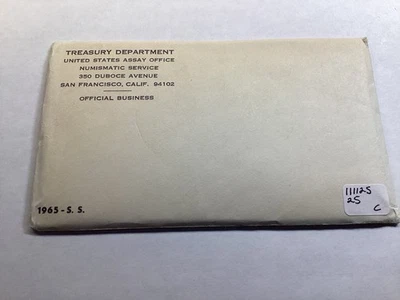 TREASURY DEPARTMENT
UNITED STATES ASSAY OFFICE
NUMISMATIC SERVICE
350 DUBOCE AVENUE
SAN FRANCISCO, CALIF. 94102
OFFICIAL BUSINESS
1965 - S. S.
111125
25
C